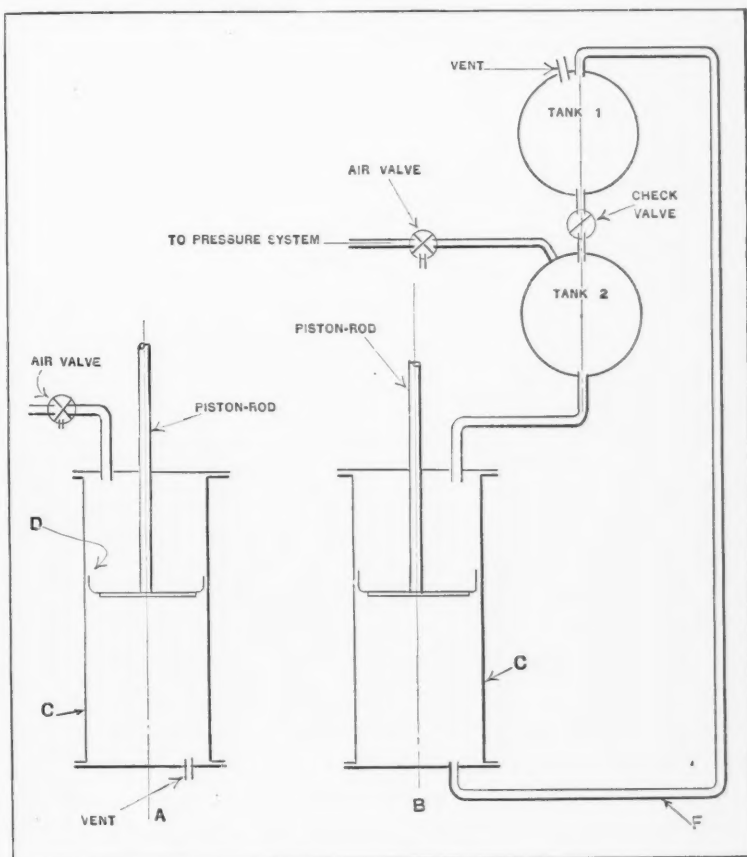 VENT
TANK 1
AIR VALVE
CHECK
VALVE
TO PRESSURE SYSTEM
TANK 2
PISTON-ROD
AIR VALVE
PISTON-ROD
D
C
C
B
VENT
A
F